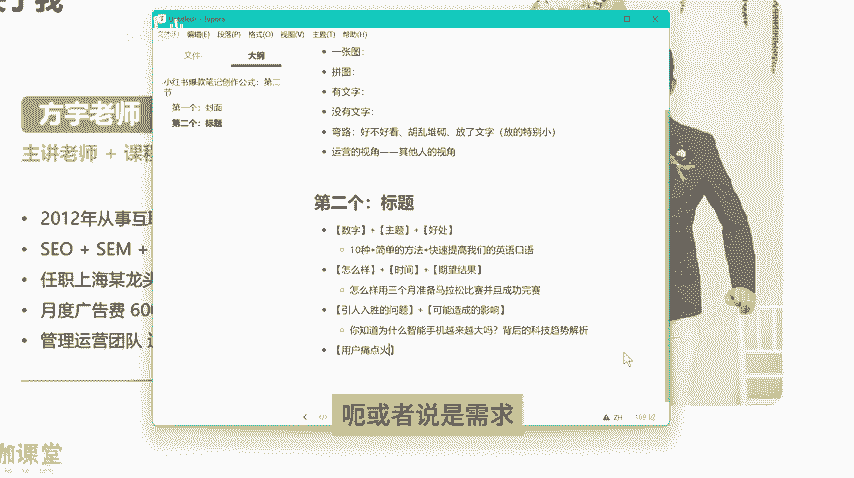 方宇老师
主讲老师 + 课程
2012年从事互联
SEO + SEM +
任职上海某龙头
月度广告费 600
管理运营团队
加课堂
Typora
编辑(E) 段落(P) 格式(O) 视图(V) 主题(T) 帮助(H)
文件 大纲
小红书爆款笔记创作公式：第二节
第一个：封面
第二个：标题
一张图：
拼图：
有文字：
没有文字：
弯路：好不好看、胡乱堆砌、放了文字（放的特别小）
运营的视角——其他人的视角
第二个：标题
【数字】+【主题】+【好处】
10种+简单的方法+快速提高我们的英语口语
【怎么样】+【时间】+【期望结果】
怎么样用三个月准备马拉松比赛并且成功完赛
【引人入胜的问题】+【可能造成的影响】
你知道为什么智能手机越来越大吗？背后的科技趋势解析
【用户痛点火】
ZH
呃或者说是需求